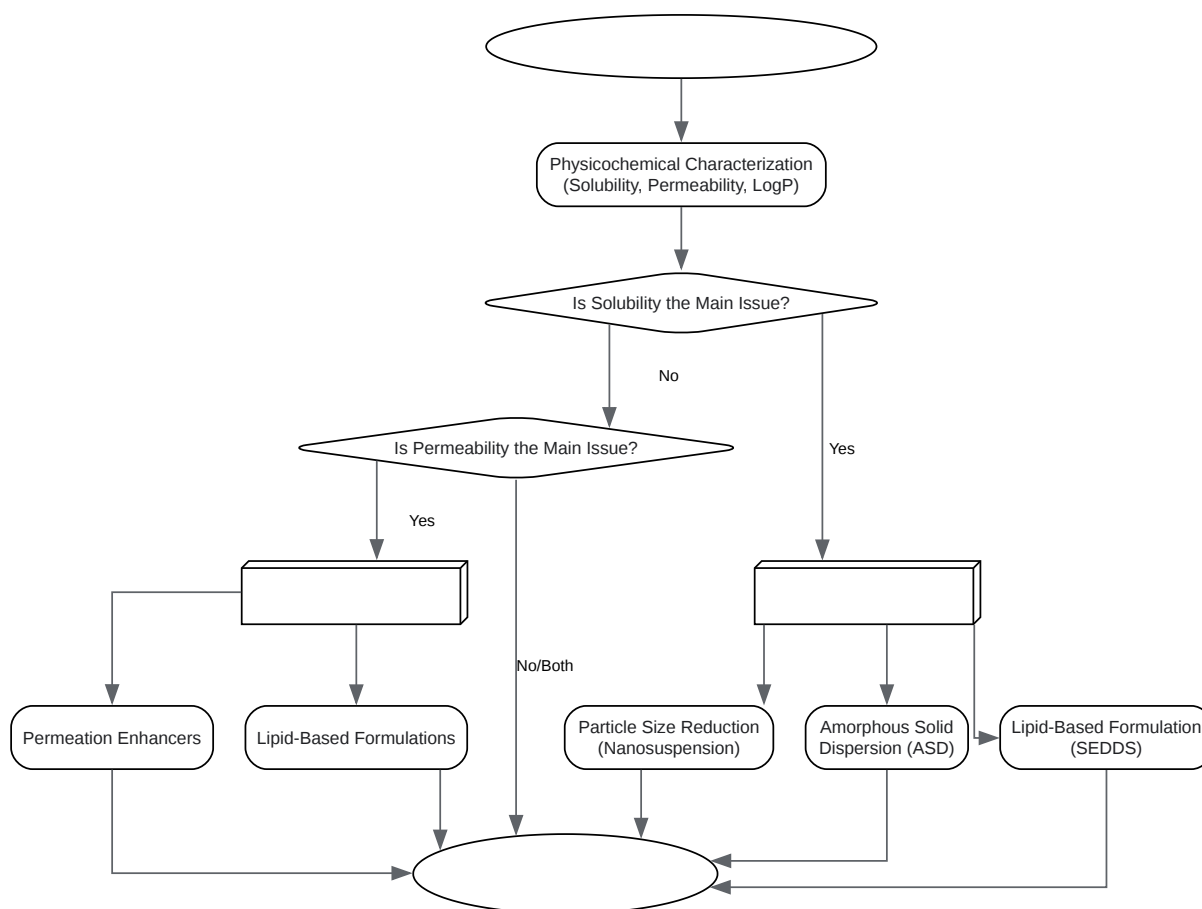 Physicochemical Characterization
(Solubility, Permeability, LogP)
Is Solubility the Main Issue?
No
Is Permeability the Main Issue?
Yes
Yes
No/Both
Permeation Enhancers
Lipid-Based Formulations
Particle Size Reduction
(Nanosuspension)
Amorphous Solid
Dispersion (ASD)
Lipid-Based Formulation
(SEDDS)